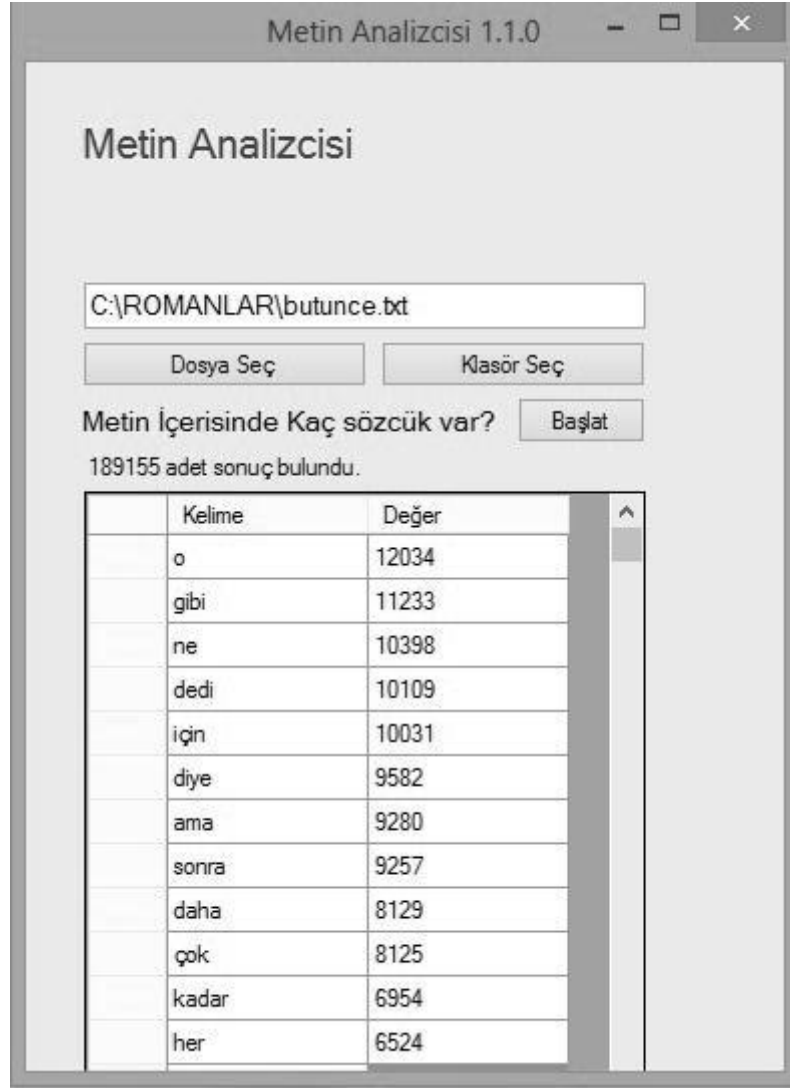 Metin Analizcisi 1.1.0
Metin Analizcisi
C:\ROMANLAR\butunce.txt
Dosya Seç Klasör Seç
Metin İçerisinde Kaç sözcük var? Başlat
189155 adet sonuç bulundu.
Kelime Değer
o 12034
gibi 11233
ne 10398
dedi 10109
için 10031
diye 9582
ama 9280
sonra 9257
daha 8129
çok 8125
kadar 6954
her 6524